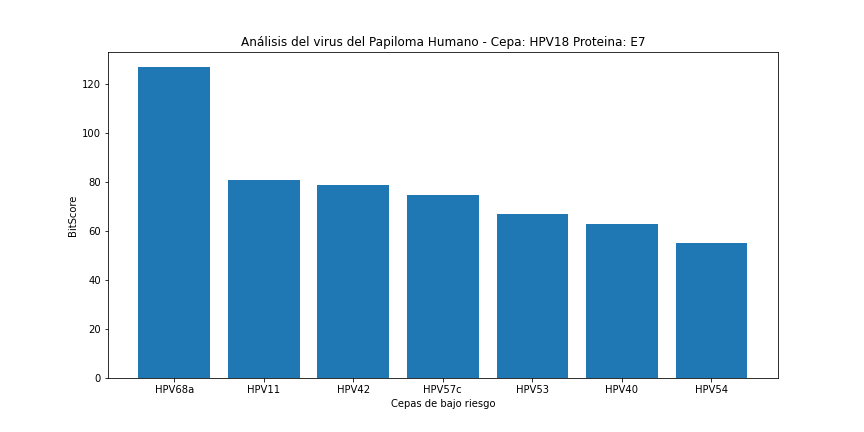 Análisis del virus del Papiloma Humano - Cepa: HPV18 Proteina: E7
120
100
80
60
40
20
0
BitScore
HPV68a HPV11 HPV42 HPV57c HPV53 HPV40 HPV54
Cepas de bajo riesgo